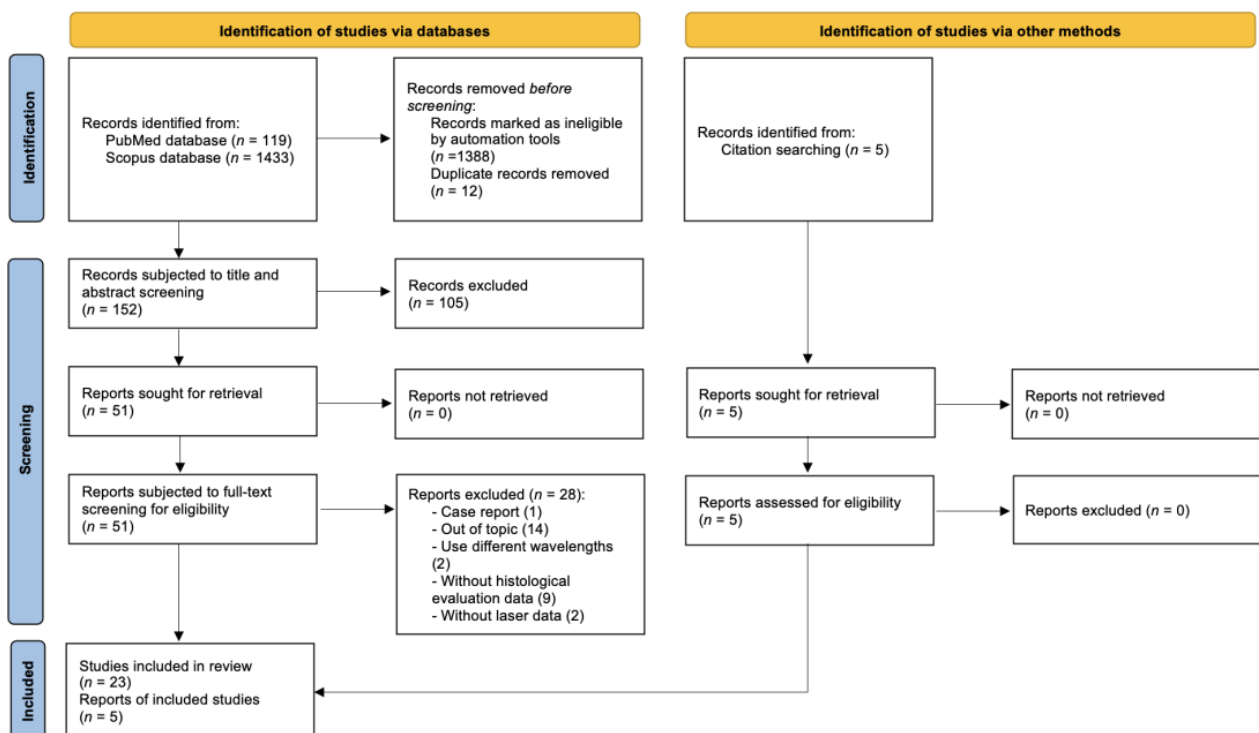 Identification of studies via databases
Identification of studies via other methods
Identification
Records identified from:
PubMed database (n = 119)
Scopus database (n = 1433)
Records removed before
screening:
Records marked as ineligible
by automation tools
(n =1388)
Duplicate records removed
(n = 12)
Records identified from:
Citation searching (n = 5)
Screening
Records subjected to title and
abstract screening
(n = 152)
Records excluded
(n = 105)
Reports sought for retrieval
(n = 51)
Reports not retrieved
(n = 0)
Reports sought for retrieval
(n = 5)
Reports not retrieved
(n = 0)
Reports subjected to full-text
screening for eligibility
(n = 51)
Reports excluded (n = 28):
- Case report (1)
- Out of topic (14)
- Use different wavelengths
(2)
- Without histological
evaluation data (9)
- Without laser data (2)
Reports assessed for eligibility
(n = 5)
Reports excluded (n = 0)
Included
Studies included in review
(n = 23)
Reports of included studies
(n = 5)